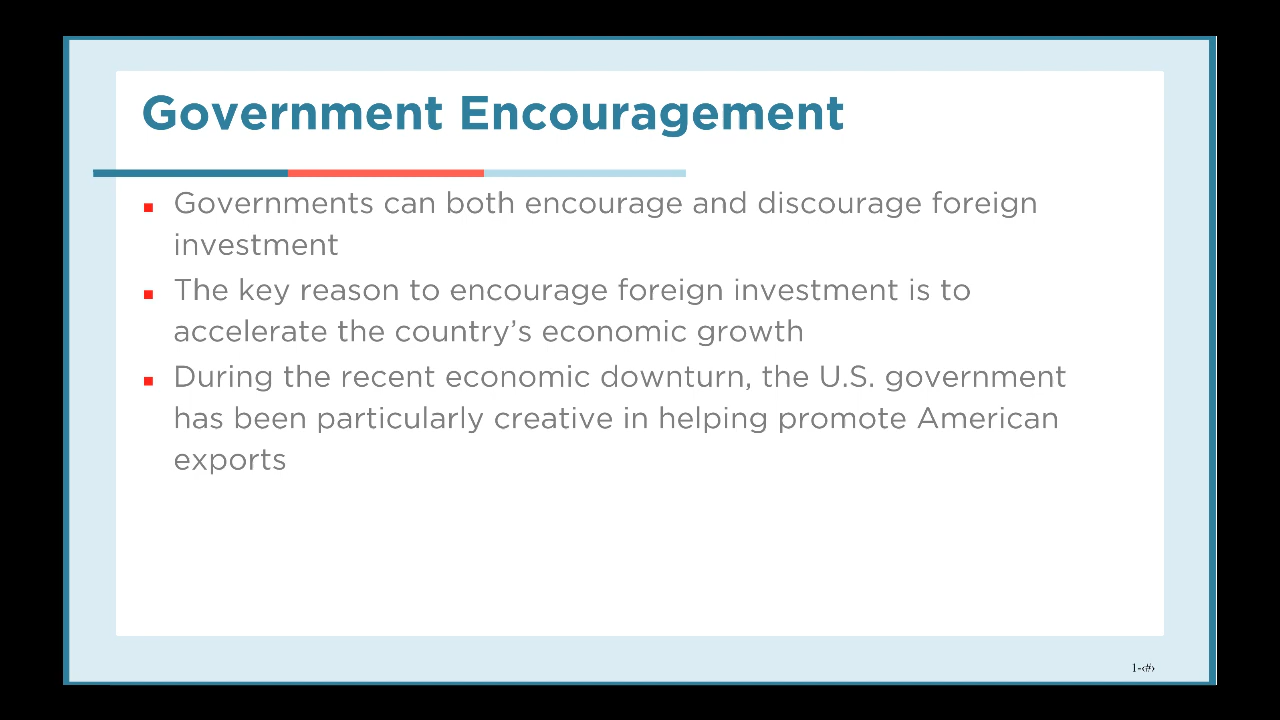 Government Encouragement
▪ Governments can both encourage and discourage foreign
investment
▪ The key reason to encourage foreign investment is to
accelerate the country’s economic growth
▪ During the recent economic downturn, the U.S. government
has been particularly creative in helping promote American
exports
1-‹#›